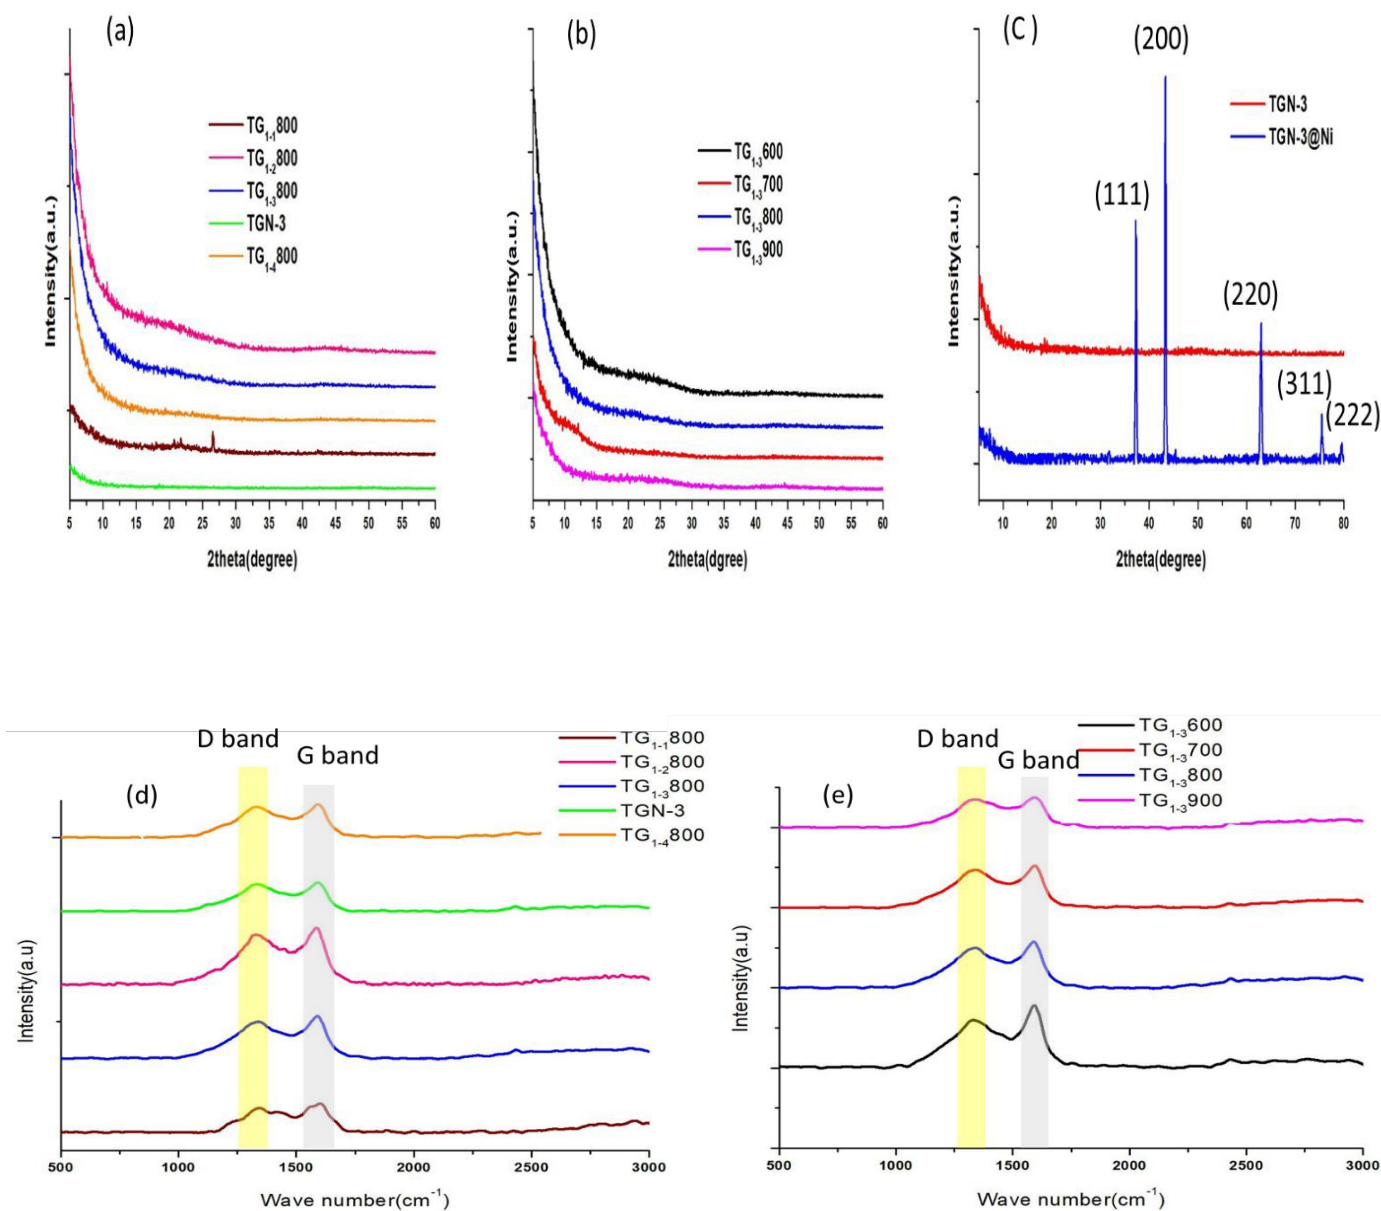 (a)
TG1-1800
TG1-2800
TG1-3800
TGN-3
TG1-4800
Intensity(a.u.)
5 10 15 20 25 30 35 40 45 50 55 60
2theta(degree)
(b)
TG1-3600
TG1-3700
TG1-3800
TG1-3900
Intensity(a.u.)
5 10 15 20 25 30 35 40 45 50 55 60
2theta(dgree)
(C)
(200)
TGN-3
TGN-3@Ni
(111)
(220)
(311)
(222)
Intensity(a.u.)
10 20 30 40 50 60 70 80
2theta(degree)
D band
G band
TG1-1800
TG1-2800
TG1-3800
TGN-3
TG1-4800
(d)
Intensity(a.u)
500 1000 1500 2000 2500 3000
Wave number(cm-1)
D band
G band
TG1-3600
TG1-3700
TG1-3800
TG1-3900
(e)
Intensity(a.u)
500 1000 1500 2000 2500 3000
Wave number(cm-1)